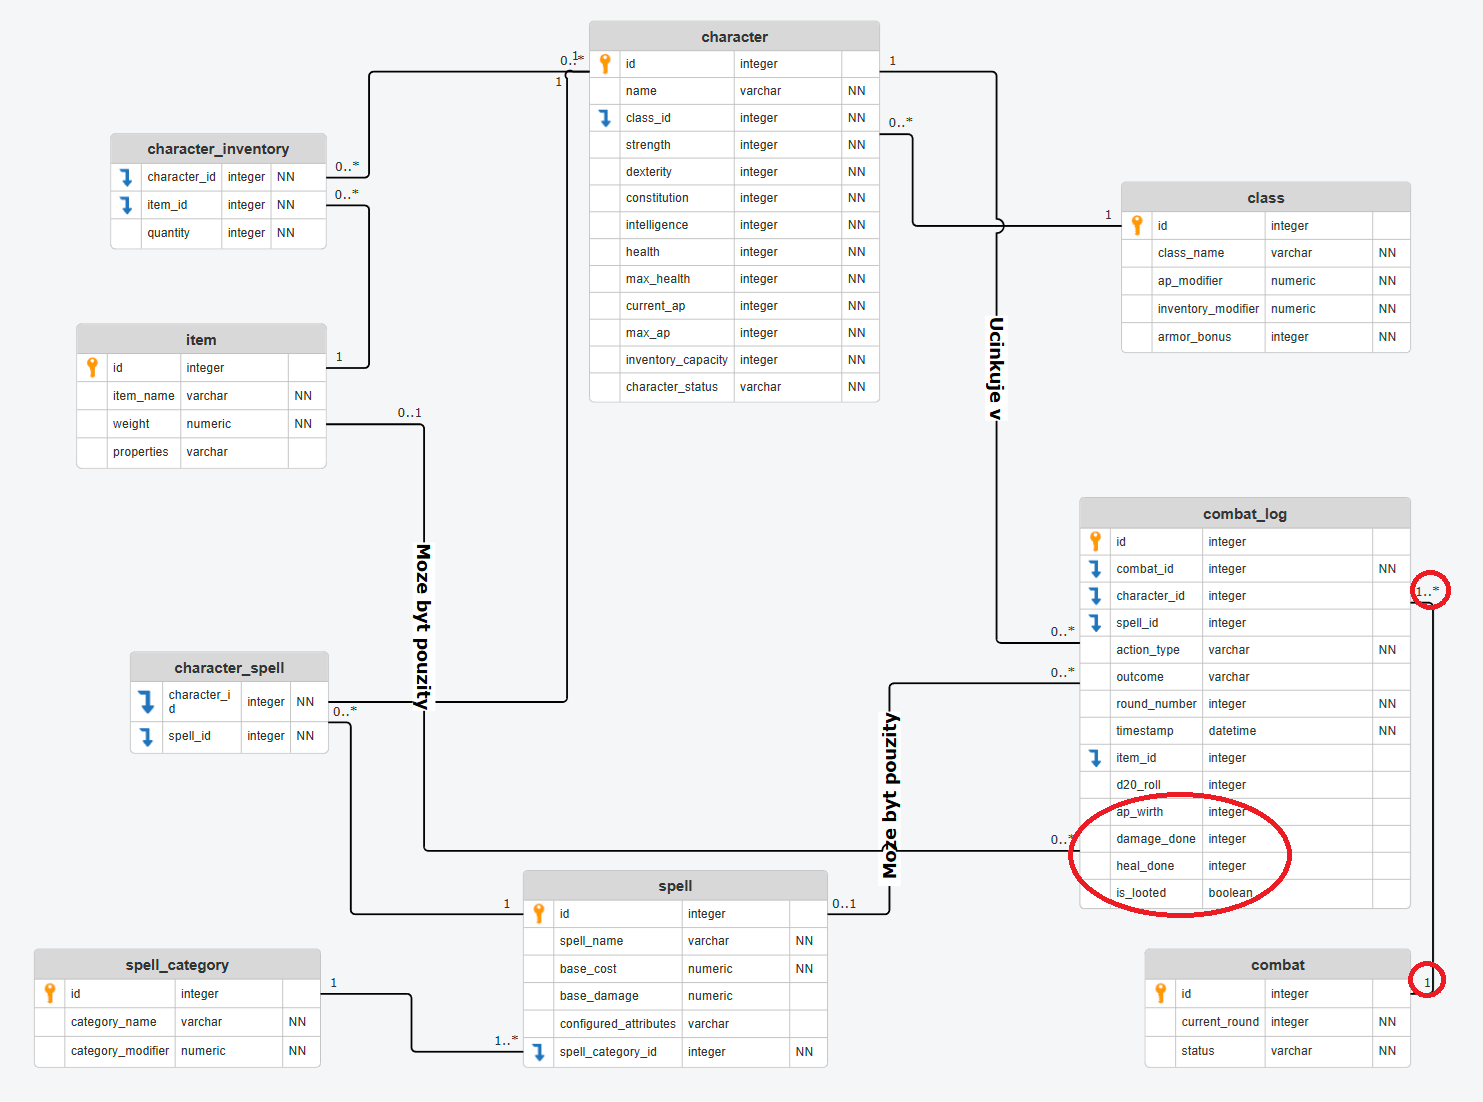 character
id integer
name varchar NN
class_id integer NN
strength integer NN
dexterity integer NN
constitution integer NN
intelligence integer NN
health integer NN
max_health integer NN
current_ap integer NN
max_ap integer NN
inventory_capacity integer NN
character_status varchar NN
0..*
1
1
1
0..*
character_inventory
character_id integer NN
item_id integer NN
quantity integer NN
0..*
0..*
class
id integer
class_name varchar NN
ap_modifier numeric NN
inventory_modifier numeric NN
armor_bonus integer NN
1
item
id integer
item_name varchar NN
weight numeric NN
properties varchar
1
0..1
Ucinkuje v
Moze byt pouzity
combat_log
id integer
combat_id integer NN
character_id integer
spell_id integer
action_type varchar NN
outcome varchar
round_number integer NN
timestamp datetime NN
item_id integer
d20_roll integer
ap_wirth integer
damage_done integer
heal_done integer
is_looted boolean
1..*
0..*
0..*
0..*
character_spell
character_i
d integer NN
spell_id integer NN
0..*
Moze byt pouzity
spell
id integer
spell_name varchar NN
base_cost numeric NN
base_damage numeric
configured_attributes varchar
spell_category_id integer NN
1
0..1
1..*
spell_category
id integer
category_name varchar NN
category_modifier numeric NN
1
combat
id integer
current_round integer NN
status varchar NN
1